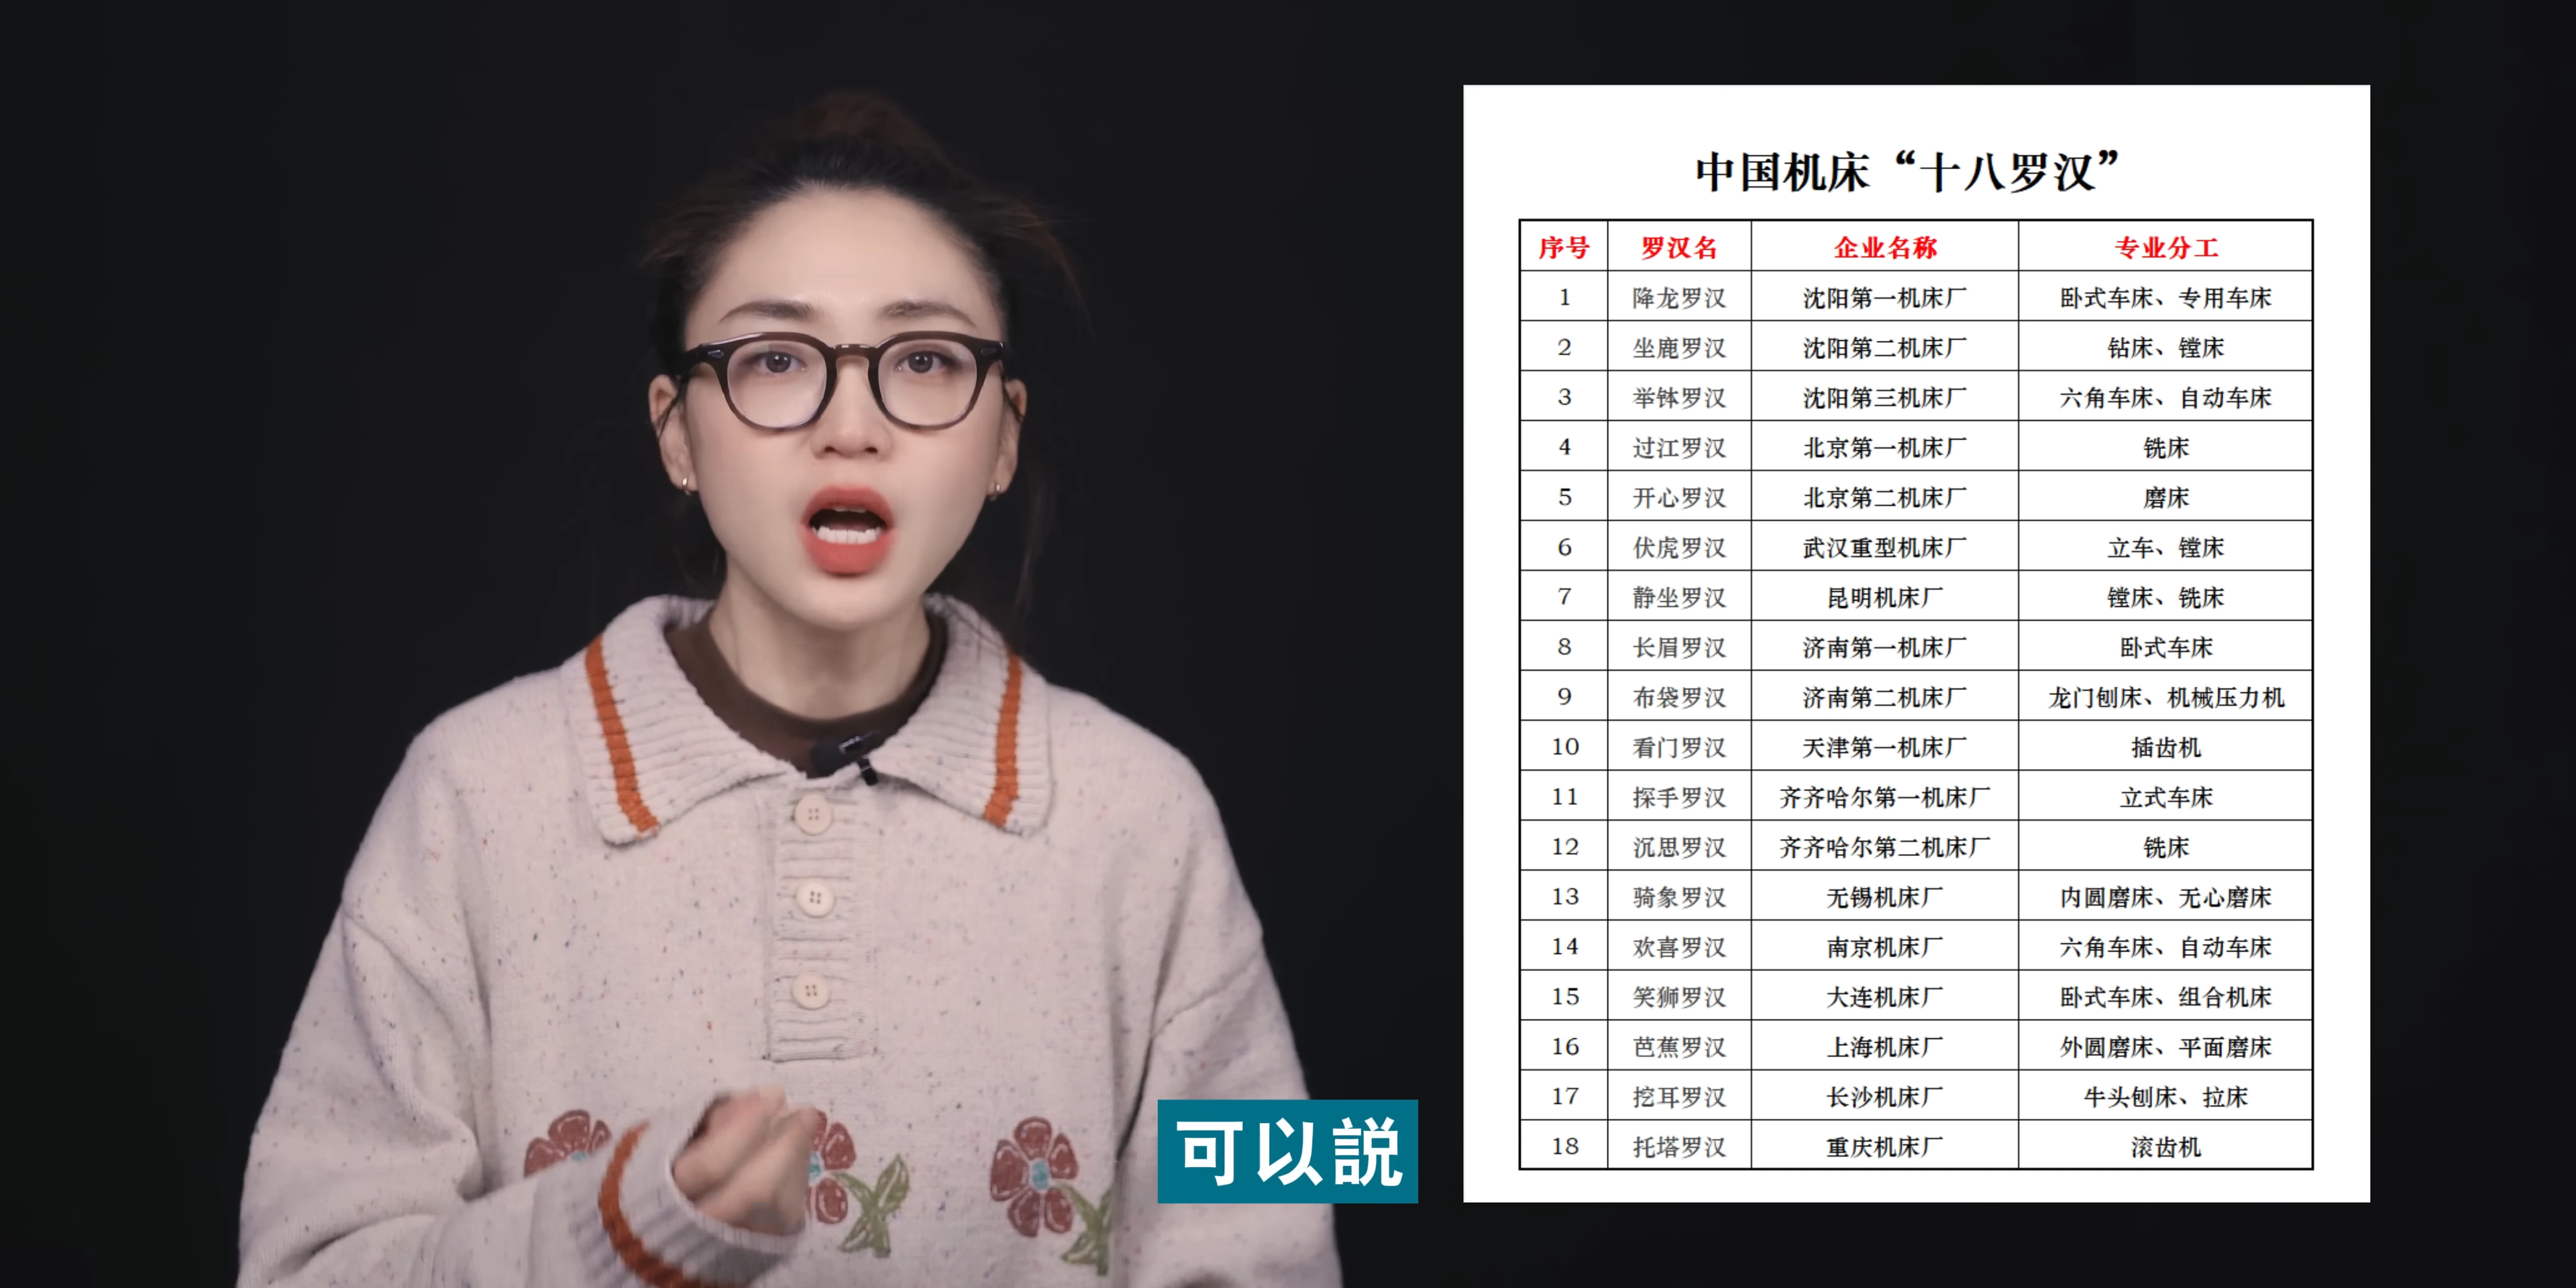 中国机床“十八罗汉”
序号 罗汉名 企业名称 专业分工
1 降龙罗汉 沈阳第一机床厂 卧式车床、专用车床
2 坐鹿罗汉 沈阳第二机床厂 钻床、镗床
3 举钵罗汉 沈阳第三机床厂 六角车床、自动车床
4 过江罗汉 北京第一机床厂 铣床
5 开心罗汉 北京第二机床厂 磨床
6 伏虎罗汉 武汉重型机床厂 立车、镗床
7 静坐罗汉 昆明机床厂 镗床、铣床
8 长眉罗汉 济南第一机床厂 卧式车床
9 布袋罗汉 济南第二机床厂 龙门刨床、机械压力机
10 看门罗汉 天津第一机床厂 插齿机
11 探手罗汉 齐齐哈尔第一机床厂 立式车床
12 沉思罗汉 齐齐哈尔第二机床厂 铣床
13 骑象罗汉 无锡机床厂 内圆磨床、无心磨床
14 欢喜罗汉 南京机床厂 六角车床、自动车床
15 笑狮罗汉 大连机床厂 卧式车床、组合机床
16 芭蕉罗汉 上海机床厂 外圆磨床、平面磨床
17 挖耳罗汉 长沙机床厂 牛头刨床、拉床
18 托塔罗汉 重庆机床厂 滚齿机
可以説